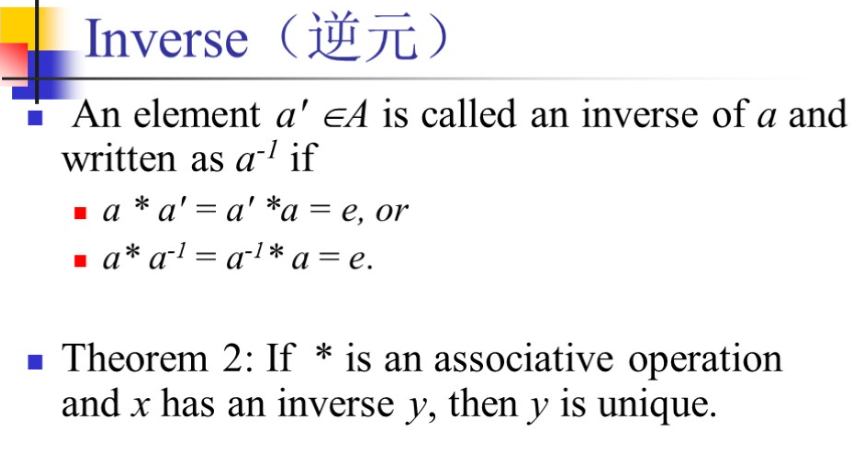 Inverse（逆元）
An element a' ∈A is called an inverse of a and
written as a⁻¹ if
a * a' = a' *a = e, or
a* a⁻¹ = a⁻¹* a = e.
Theorem 2: If * is an associative operation
and x has an inverse y, then y is unique.